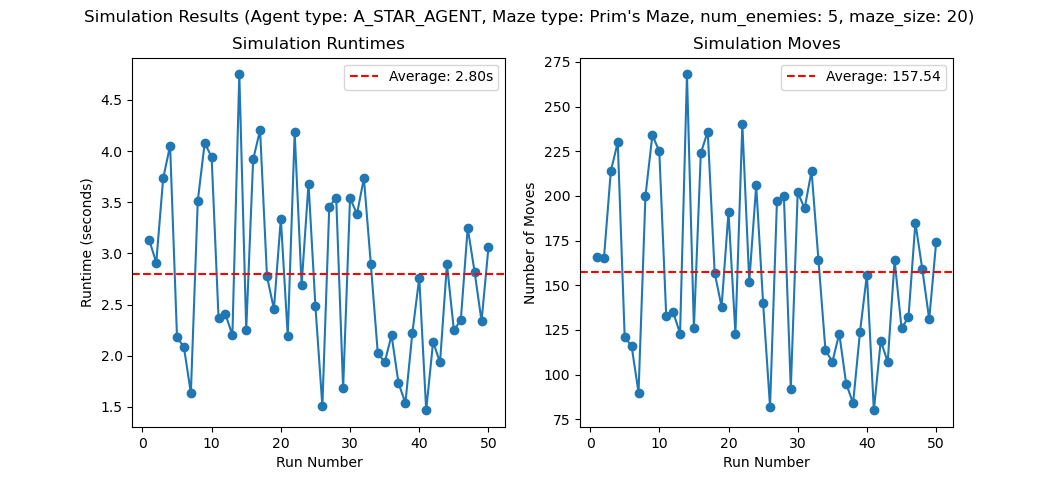 Simulation Results (Agent type: A_STAR_AGENT, Maze type: Prim's Maze, num_enemies: 5, maze_size: 20)
Simulation Runtimes
Average: 2.80s
4.5
4.0
3.5
3.0
2.5
2.0
1.5
Runtime (seconds)
0 10 20 30 40 50
Run Number
Simulation Moves
Average: 157.54
275
250
225
200
175
150
125
100
75
Number of Moves
0 10 20 30 40 50
Run Number